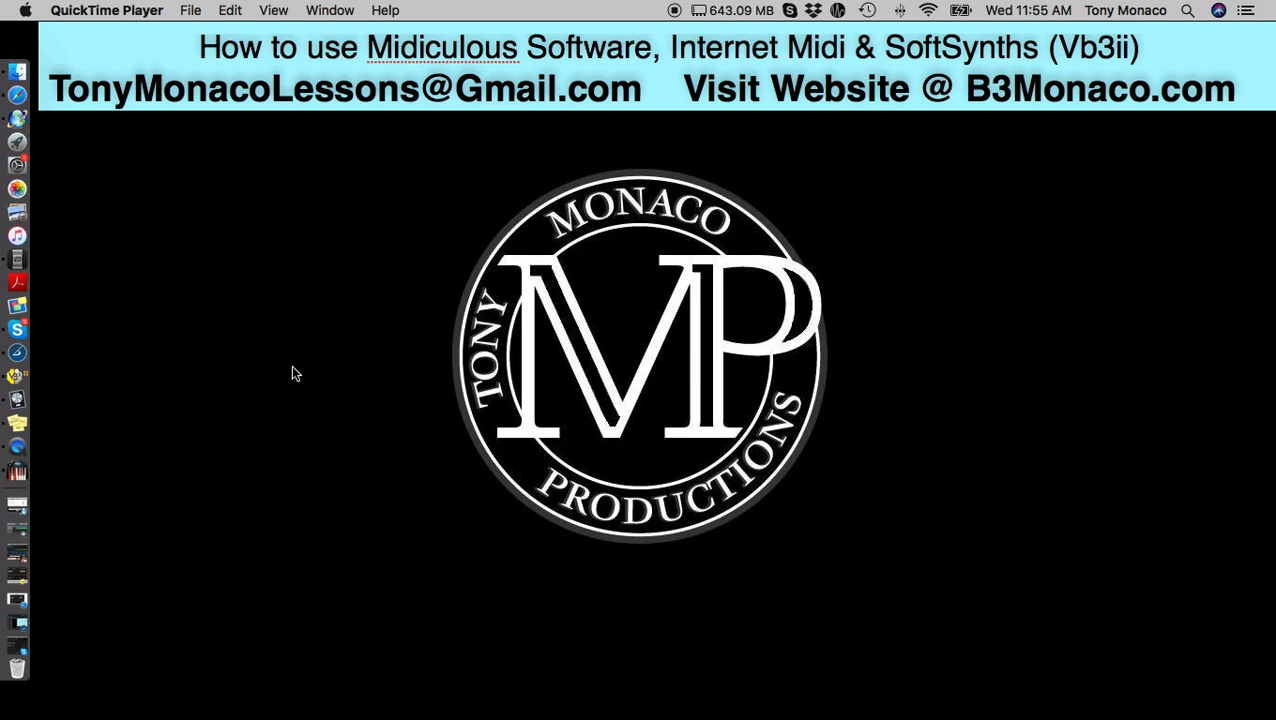 QuickTime Player File Edit View Window Help 643.09 MB Wed 11:55 AM Tony Monaco
How to use Midiculous Software, Internet Midi & SoftSynths (Vb3ii)
TonyMonacoLessons@Gmail.com Visit Website @ B3Monaco.com
TONY MONACO
MP
PRODUCTIONS